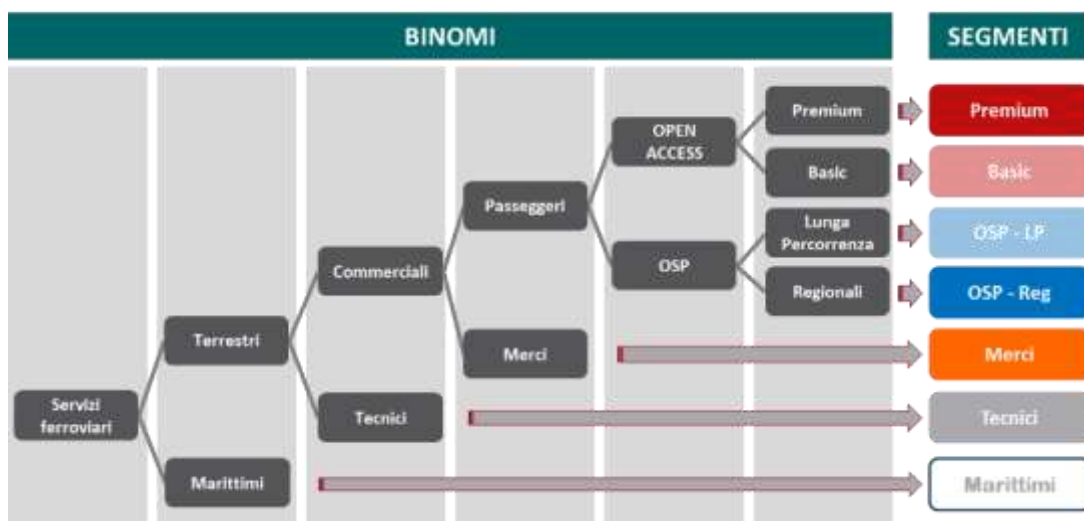 BINOMI
SEGMENTI
Premium
Premium
OPEN
ACCESS
Basic
Basic
Passeggeri
Lunga
Percorrenza
OSP - LP
OSP
Commerciali
Regionali
OSP - Reg
Terrestri
Merci
Merci
Servizi
ferroviari
Tecnici
Tecnici
Marittimi
Marittimi